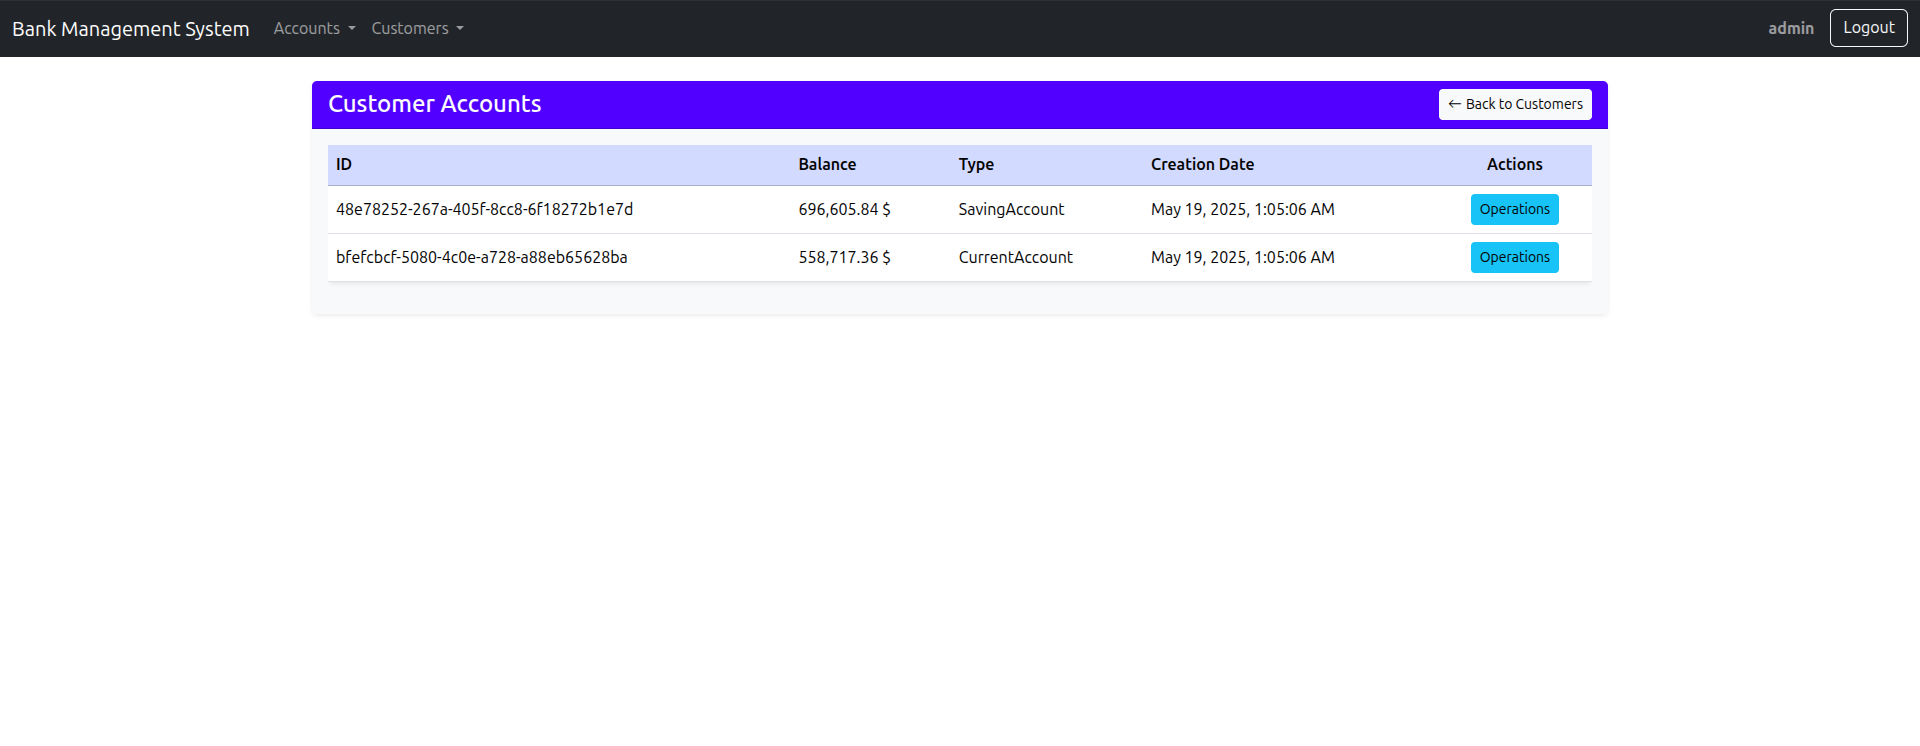 Bank Management System Accounts Customers admin Logout
Customer Accounts ← Back to Customers
ID Balance Type Creation Date Actions
48e78252-267a-405f-8cc8-6f18272b1e7d 696,605.84 $ SavingAccount May 19, 2025, 1:05:06 AM Operations
bfefcbcf-5080-4c0e-a728-a88eb65628ba 558,717.36 $ CurrentAccount May 19, 2025, 1:05:06 AM Operations